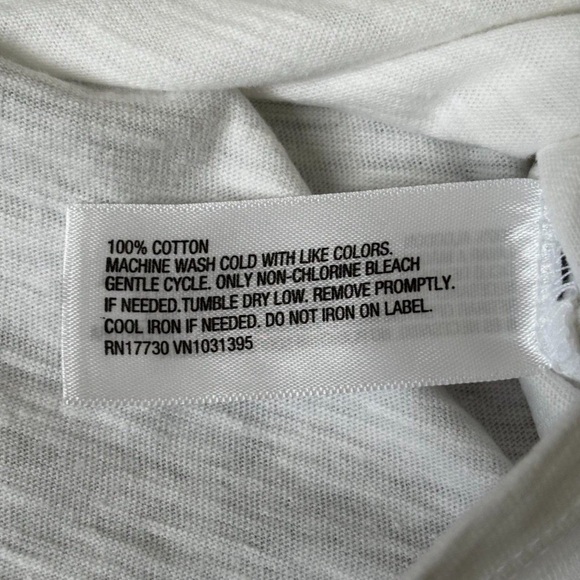 100% COTTON
MACHINE WASH COLD WITH LIKE COLORS.
GENTLE CYCLE. ONLY NON-CHLORINE BLEACH
IF NEEDED.TUMBLE DRY LOW. REMOVE PROMPTLY.
COOL IRON IF NEEDED. DO NOT IRON ON LABEL.
RN17730 VN1031395